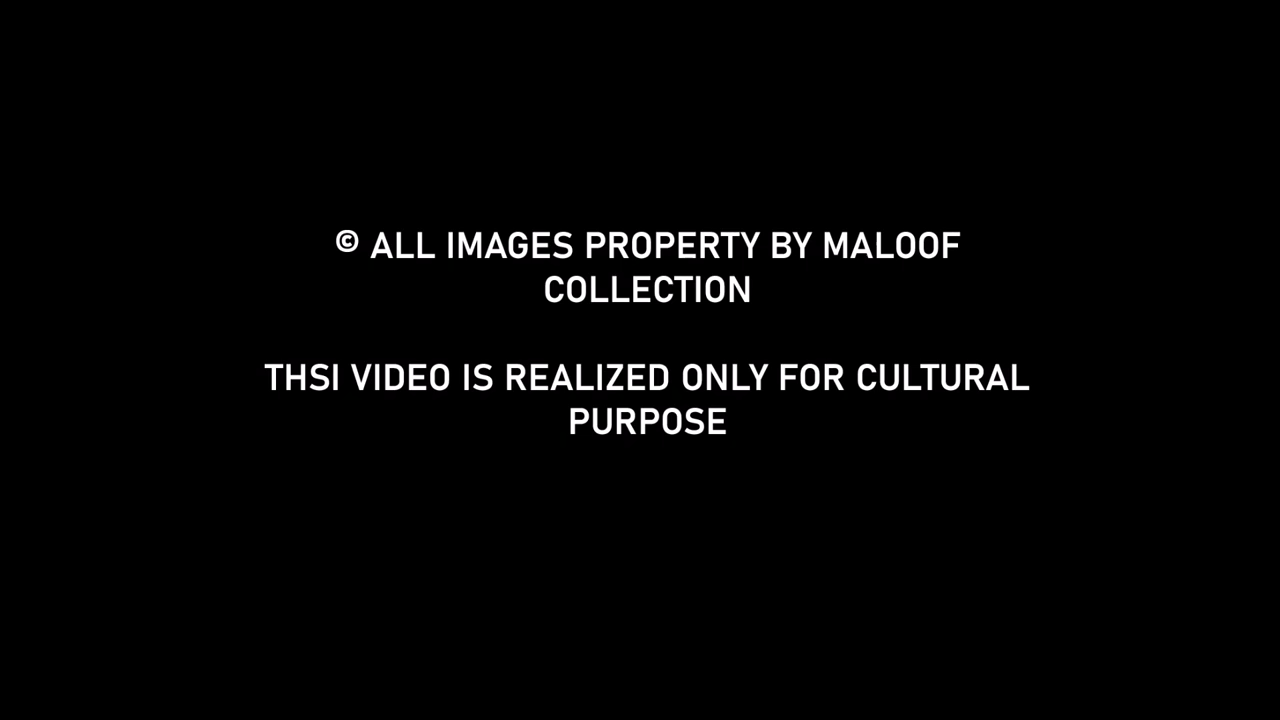 © ALL IMAGES PROPERTY BY MALOOF
COLLECTION
THSI VIDEO IS REALIZED ONLY FOR CULTURAL
PURPOSE